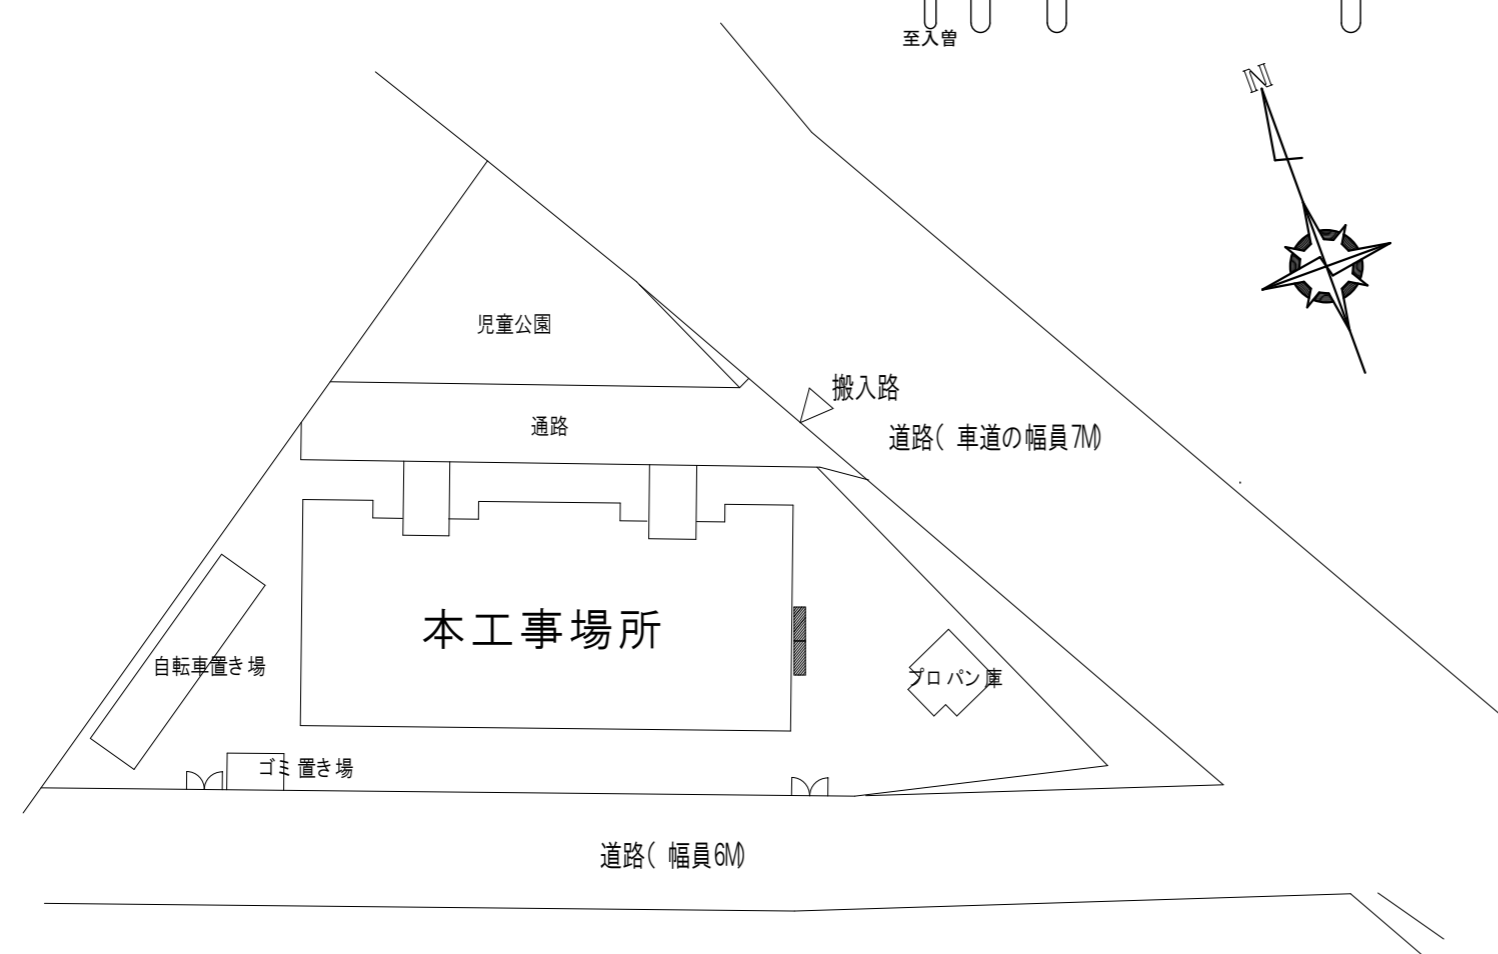 至入曽
N
児童公園
搬入路
通路
道路(車道の幅員7M)
本工事場所
自転車置き場
プロパン庫
ゴミ置き場
道路(幅員6M)